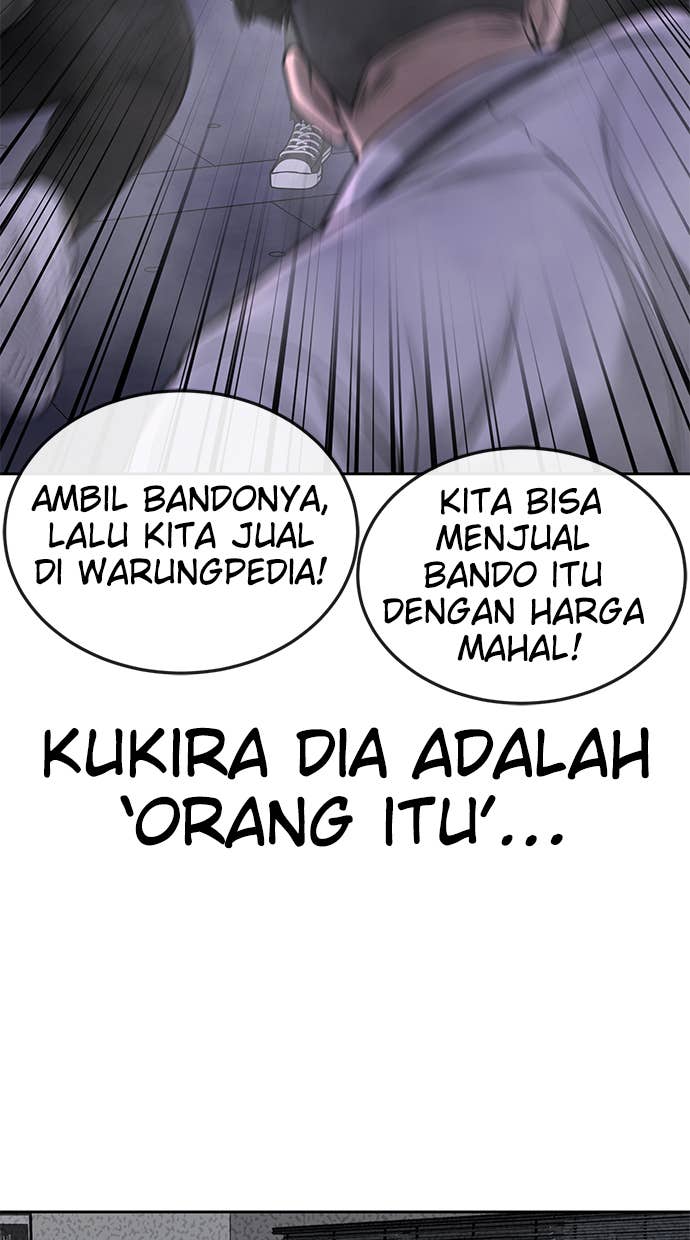 AMBIL BANDONYA,
LALU KITA JUAL
DI WARUNGPEDIA!
KITA BISA
MENJUAL
BANDO ITU
DENGAN HARGA
MAHAL!
KUKIRA DIA ADALAH
'ORANG ITU'...